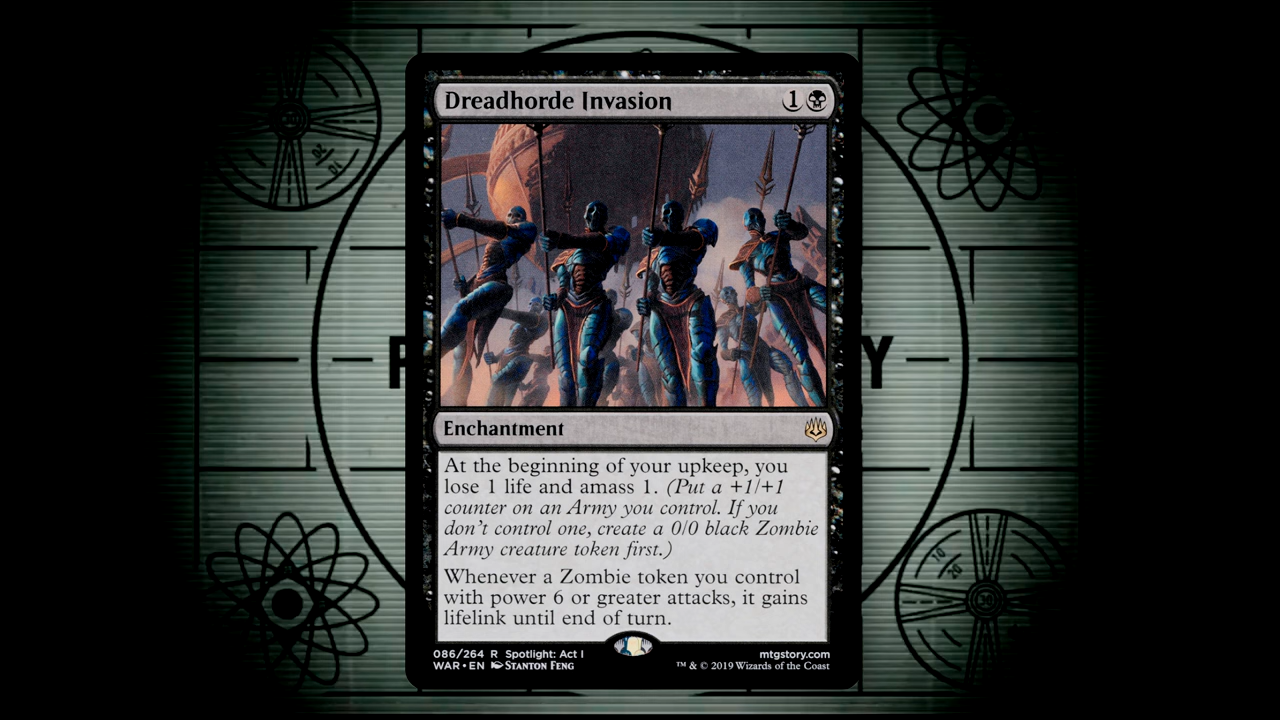 Dreadhorde Invasion 1
Enchantment
At the beginning of your upkeep, you
lose 1 life and amass 1. (Put a +1/+1
counter on an Army you control. If you
don't control one, create a 0/0 black Zombie
Army creature token first.)
Whenever a Zombie token you control
with power 6 or greater attacks, it gains
lifelink until end of turn.
086/264 R Spotlight: Act I
WAR • EN Stanton Feng
mtgstory.com
™ & © 2019 Wizards of the Coast
Y
10
20